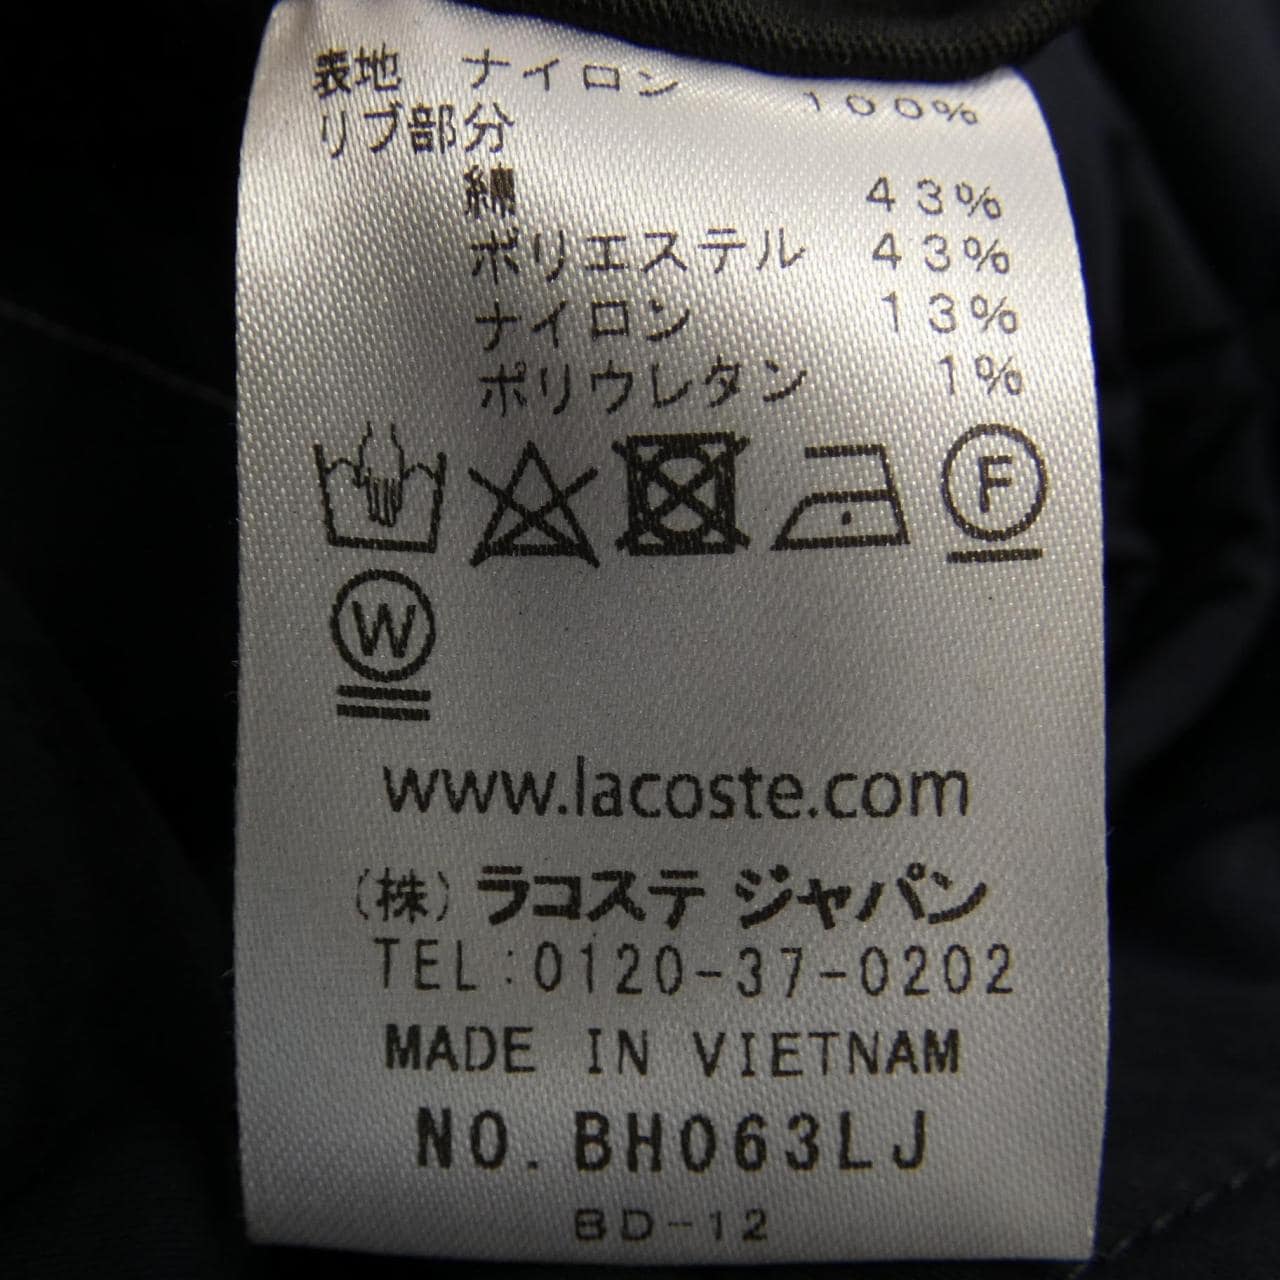 表地 ナイロン 100%
リブ部分
綿 43%
ポリエステル 43%
ナイロン 13%
ポリウレタン 1%
F
W
www.lacoste.com
（株）ラコステ ジャパン
TEL:0120-37-0202
MADE IN VIETNAM
NO. BH063LJ
BD-12